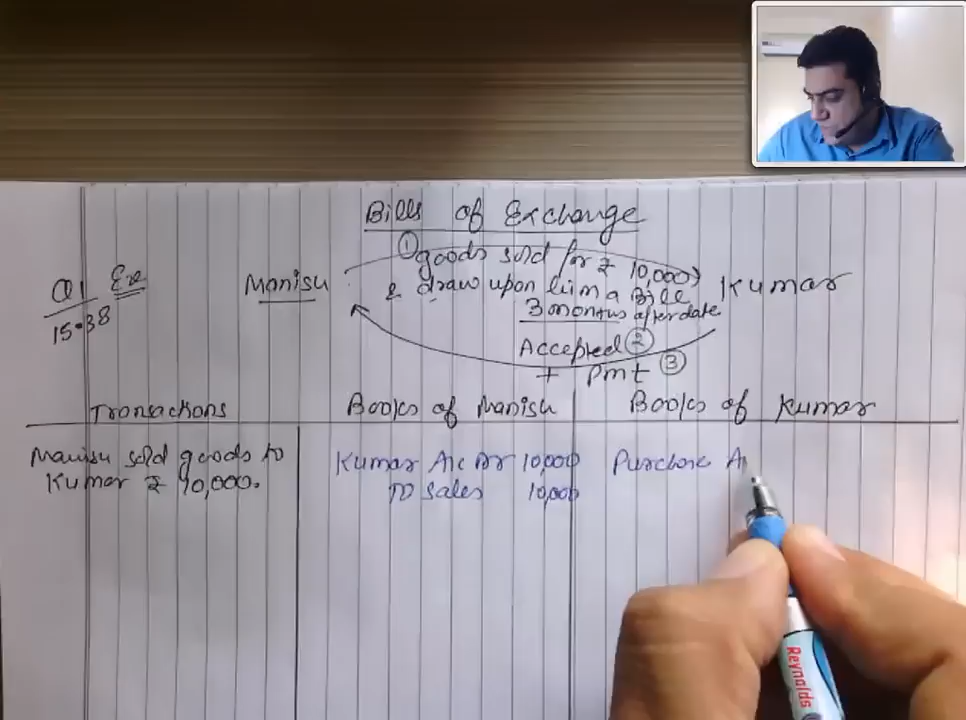 Bills of Exchange
① goods sold for ₹ 10,000
& draw upon him a Bill
3 months after date
Q1 Exe
15.38
Manish
Kumar
Accepted ②
+ Pmt ③
Transactions
Books of Manish
Books of Kumar
Manish sold goods to
Kumar ₹ 10,000.
Kumar A/c Dr 10,000
To Sales 10,000
Purchase A
Reynolds